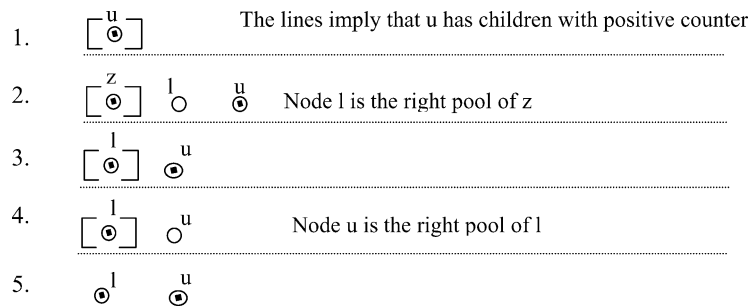 u The lines imply that u has children with positive counter
1.
z l u
2. Node l is the right pool of z
l u
3.
l u
4. Node u is the right pool of l
l u
5.